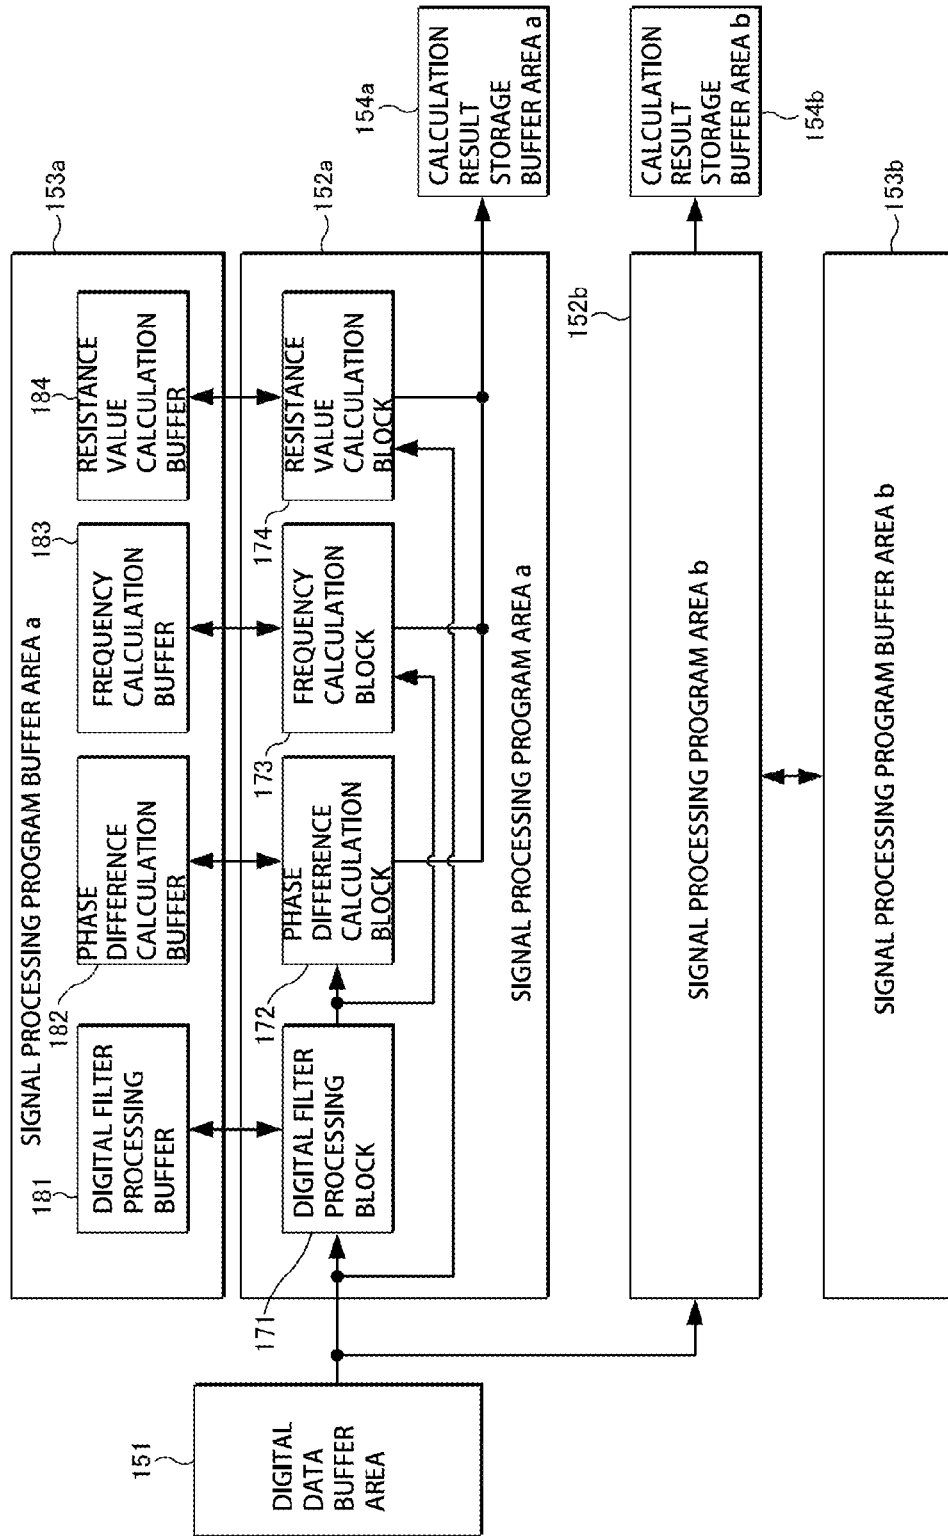 151
DIGITAL
DATA
BUFFER
AREA
SIGNAL PROCESSING PROGRAM BUFFER AREA a
153a
181
DIGITAL FILTER
PROCESSING
BUFFER
182
PHASE
DIFFERENCE
CALCULATION
BUFFER
183
FREQUENCY
CALCULATION
BUFFER
184
RESISTANCE
VALUE
CALCULATION
BUFFER
152a
171
DIGITAL FILTER
PROCESSING
BLOCK
172
PHASE
DIFFERENCE
CALCULATION
BLOCK
173
FREQUENCY
CALCULATION
BLOCK
174
RESISTANCE
VALUE
CALCULATION
BLOCK
SIGNAL PROCESSING PROGRAM AREA a
154a
CALCULATION
RESULT
STORAGE
BUFFER AREA a
152b
SIGNAL PROCESSING PROGRAM AREA b
CALCULATION
RESULT
STORAGE
BUFFER AREA b
154b
153b
SIGNAL PROCESSING PROGRAM BUFFER AREA b